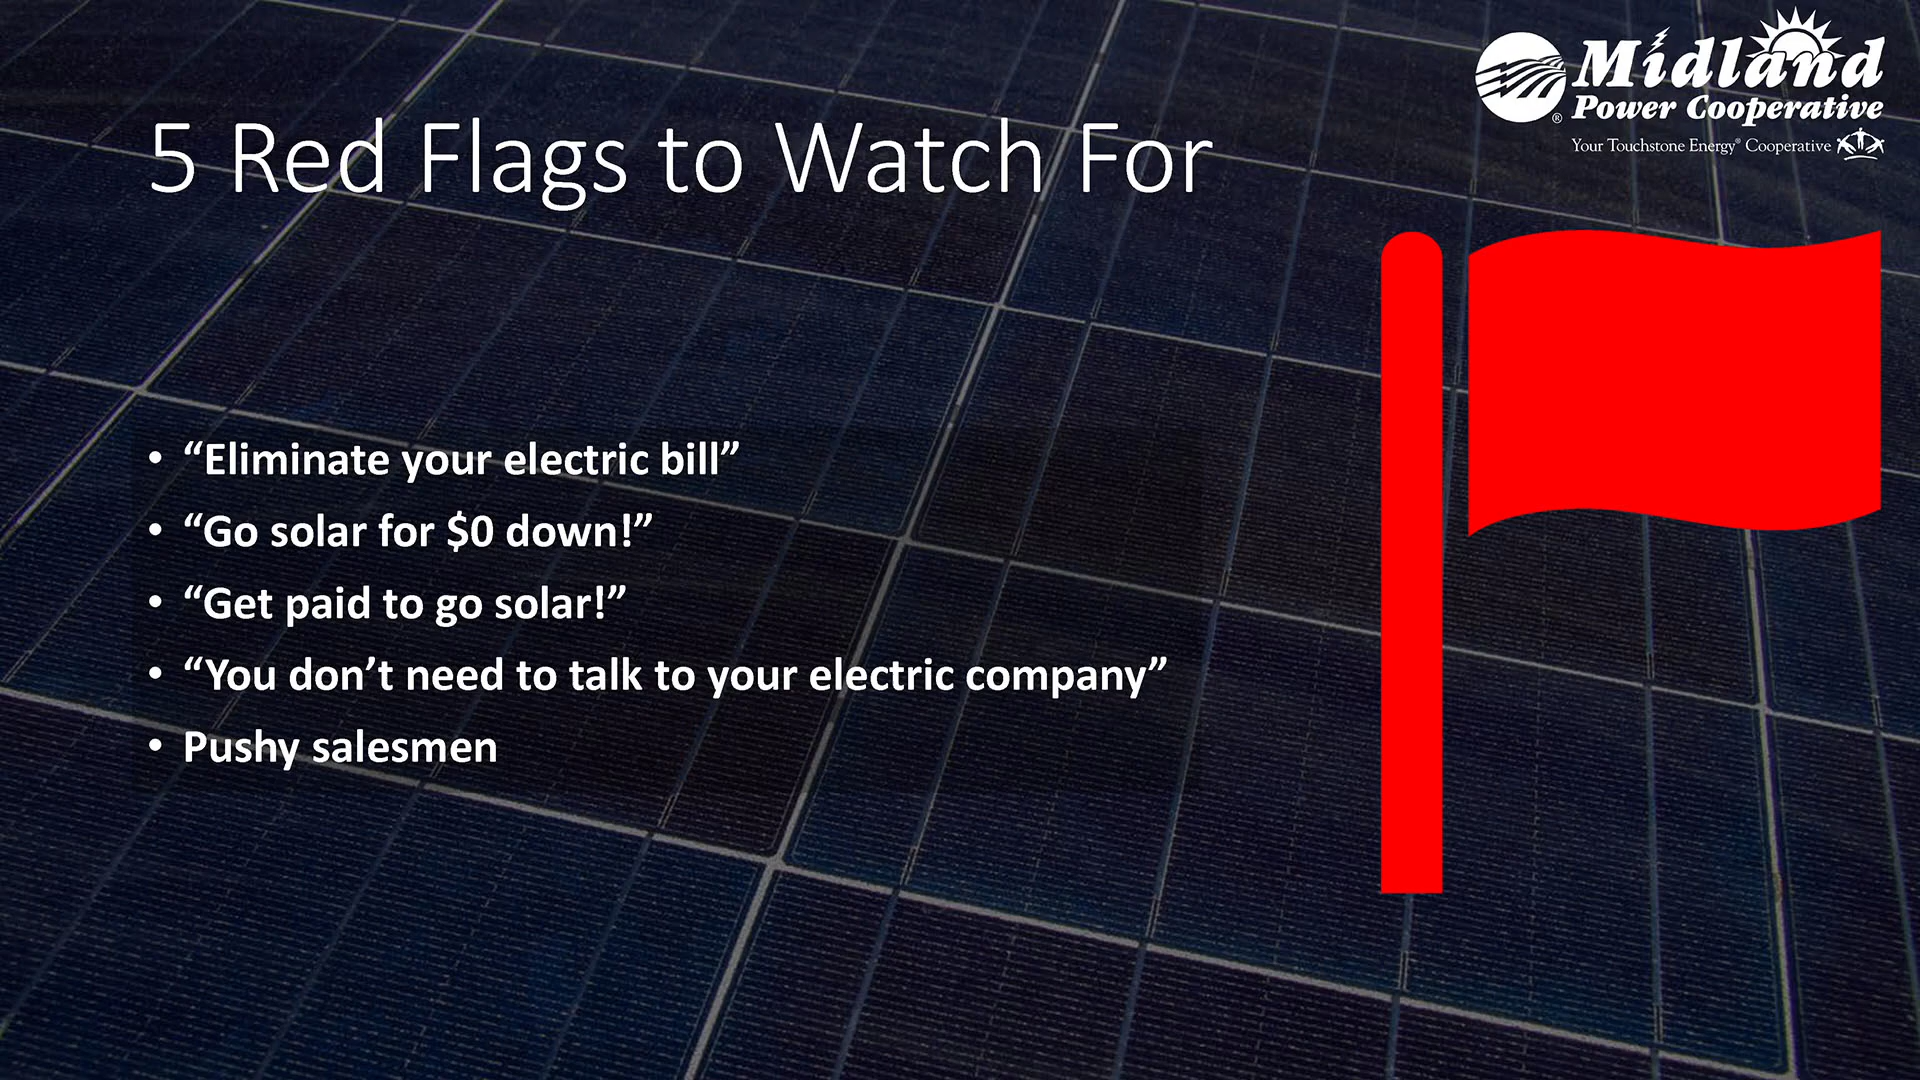 Midland
Power Cooperative
®
Your Touchstone Energy® Cooperative
5 Red Flags to Watch For
• “Eliminate your electric bill”
• “Go solar for $0 down!”
• “Get paid to go solar!”
• “You don’t need to talk to your electric company”
• Pushy salesmen